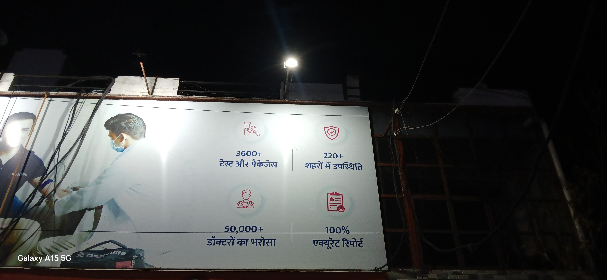 3600+
टेस्ट और पैकेजेस
220+
शहरों में उपस्थिति
50,000+
डॉक्टरों का भरोसा
100%
एक्यूरेट रिपोर्ट
Galaxy A15 5G